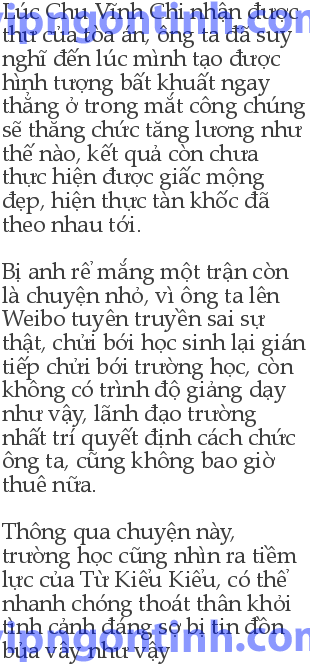 Lúc Chu Vĩnh Chi nhận được
thư của tòa án, ông ta đã suy
nghĩ đến lúc mình tạo được
hình tượng bất khuất ngay
thẳng ở trong mắt công chúng
sẽ thăng chức tăng lương như
thế nào, kết quả còn chưa
thực hiện được giấc mộng
đẹp, hiện thực tàn khốc đã
theo nhau tới.
Bị anh rể mắng một trận còn
là chuyện nhỏ, vì ông ta lên
Weibo tuyên truyền sai sự
thật, chửi bới học sinh lại gián
tiếp chửi bới trường học, còn
không có trình độ giảng dạy
như vậy, lãnh đạo trường
nhất trí quyết định cách chức
ông ta, cũng không bao giờ
thuê nữa.
Thông qua chuyện này,
trường học cũng nhìn ra tiềm
lực của Từ Kiểu Kiểu, có thể
nhanh chóng thoát thân khỏi
tình cảnh đáng sợ bị tin đồn
bủa vây như vậy
ipngontinh.com
ipngontinh.com